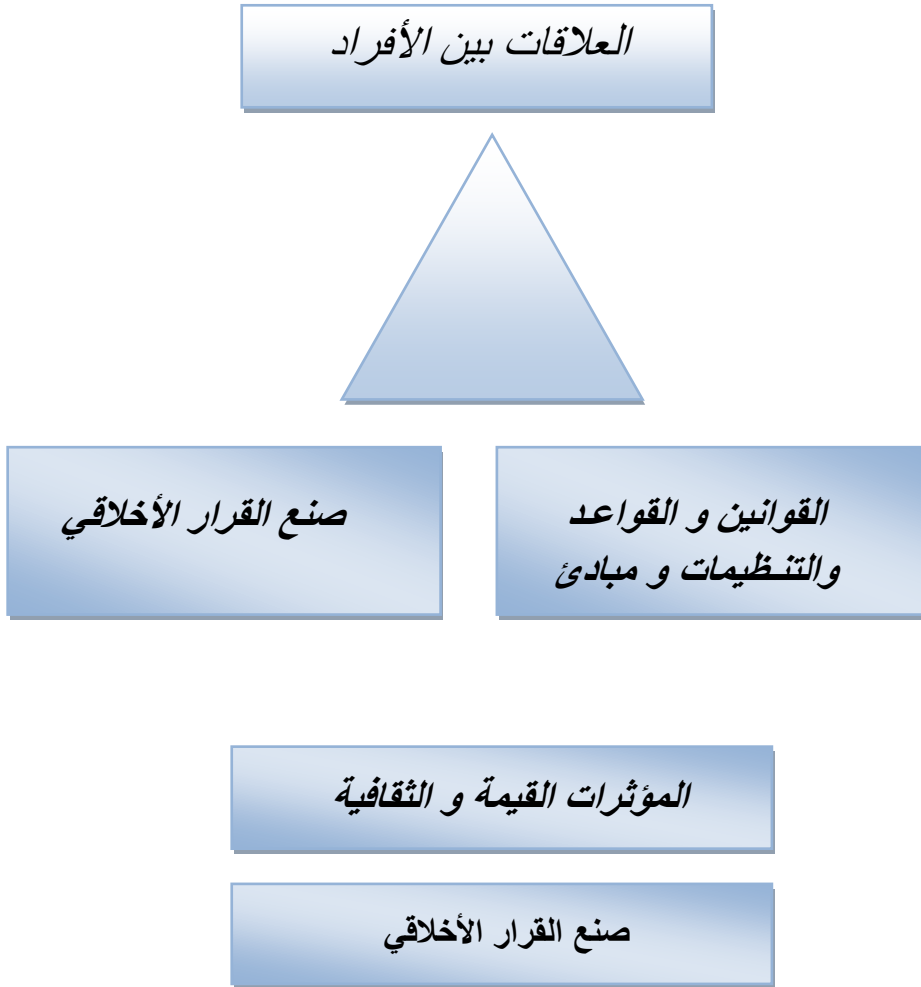 العلاقات بين الأفراد
القوانين و القواعد
والتنظيمات و مبادئ
صنع القرار الأخلاقي
المؤثرات القيمة و الثقافية
صنع القرار الأخلاقي